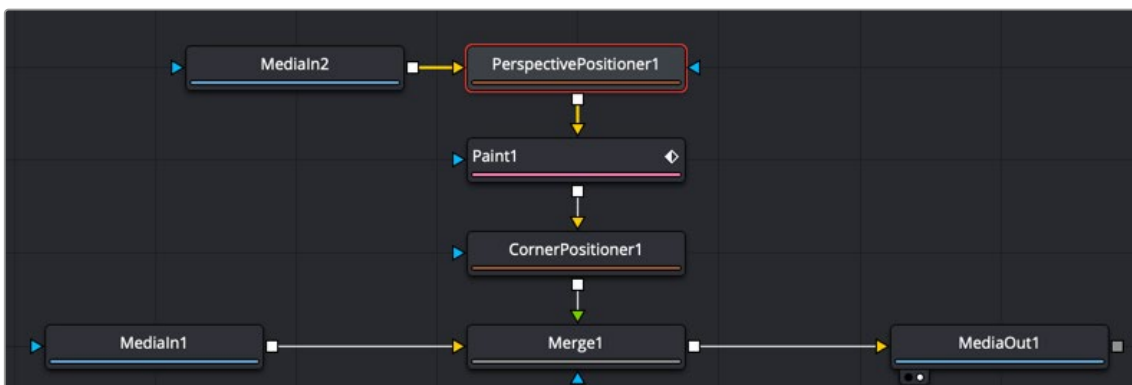 MediaIn2
PerspectivePositioner1
Paint1
CornerPositioner1
MediaIn1
Merge1
MediaOut1